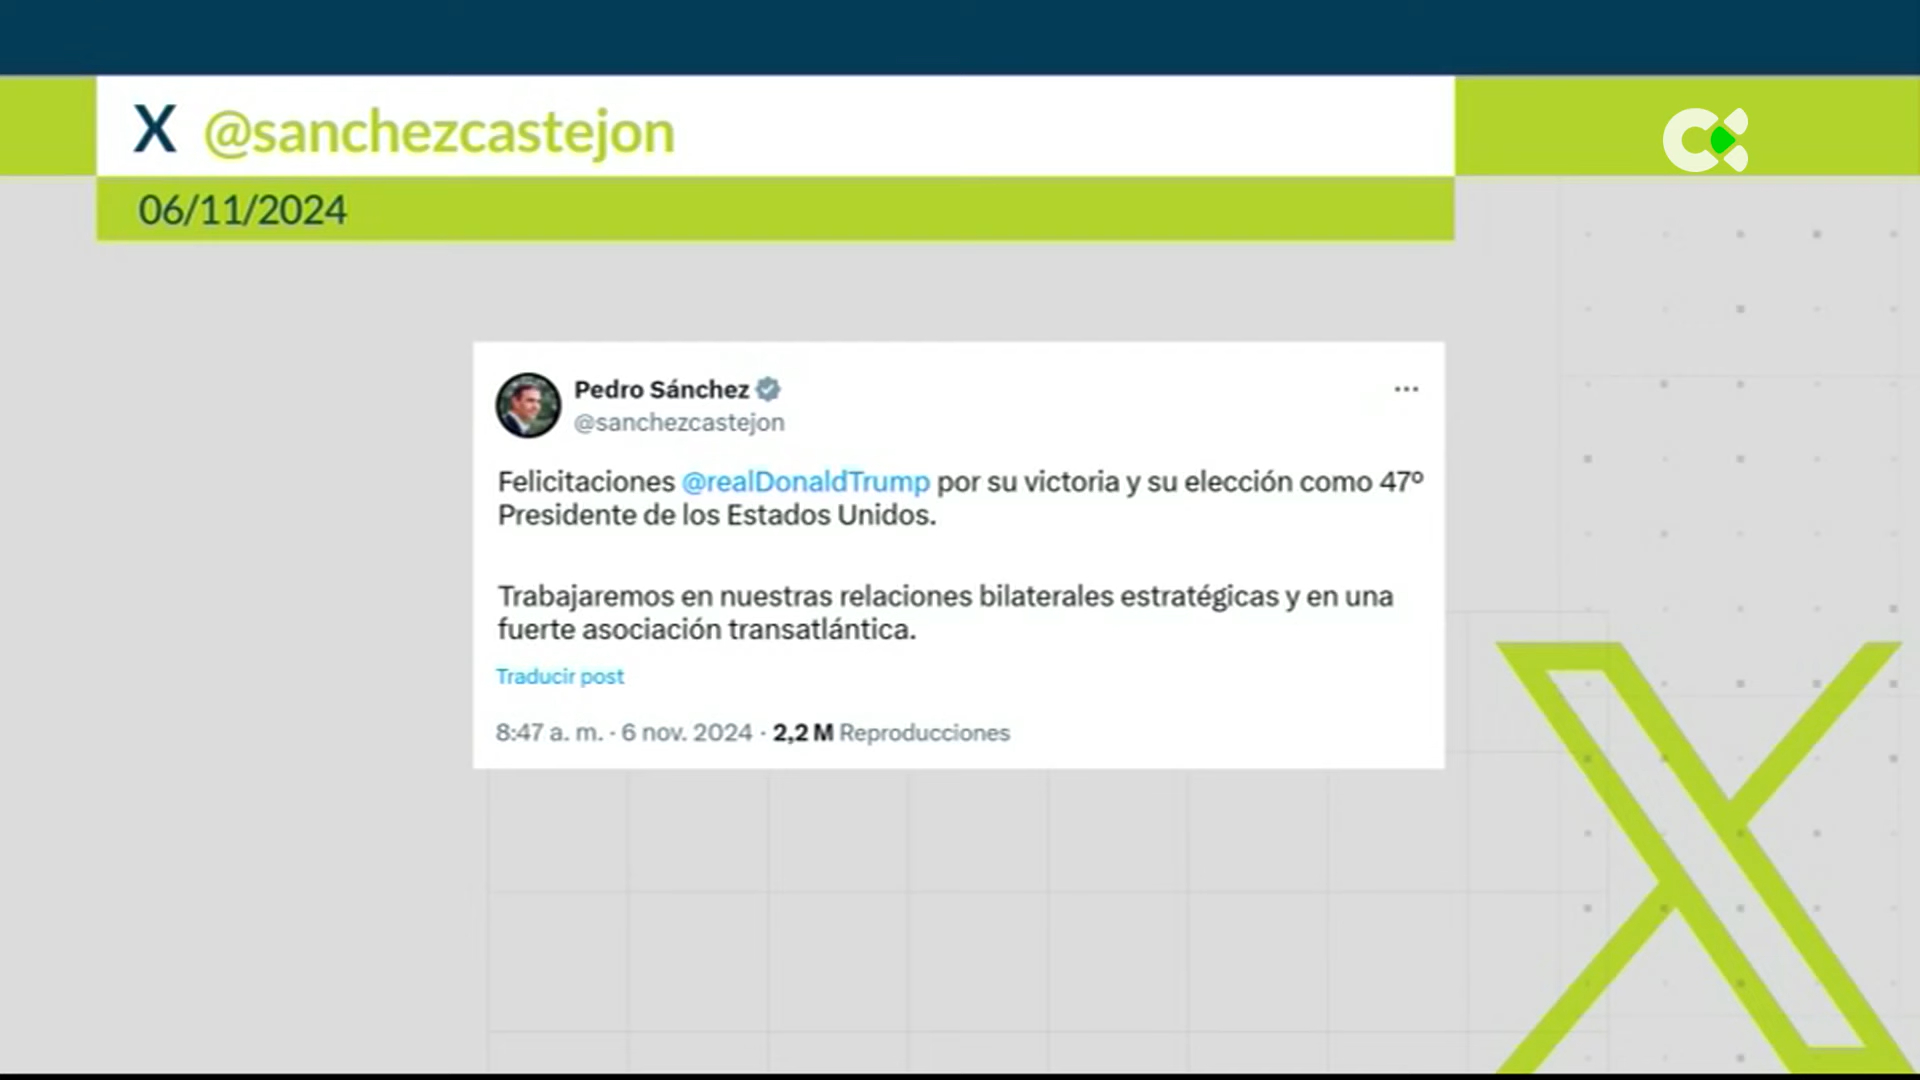 X @sanchezcastejon
06/11/2024
Pedro Sánchez
@sanchezcastejon
Felicitaciones @realDonaldTrump por su victoria y su elección como 47º
Presidente de los Estados Unidos.
Trabajaremos en nuestras relaciones bilaterales estratégicas y en una
fuerte asociación transatlántica.
Traducir post
8:47 a. m. · 6 nov. 2024 · 2,2 M Reproducciones